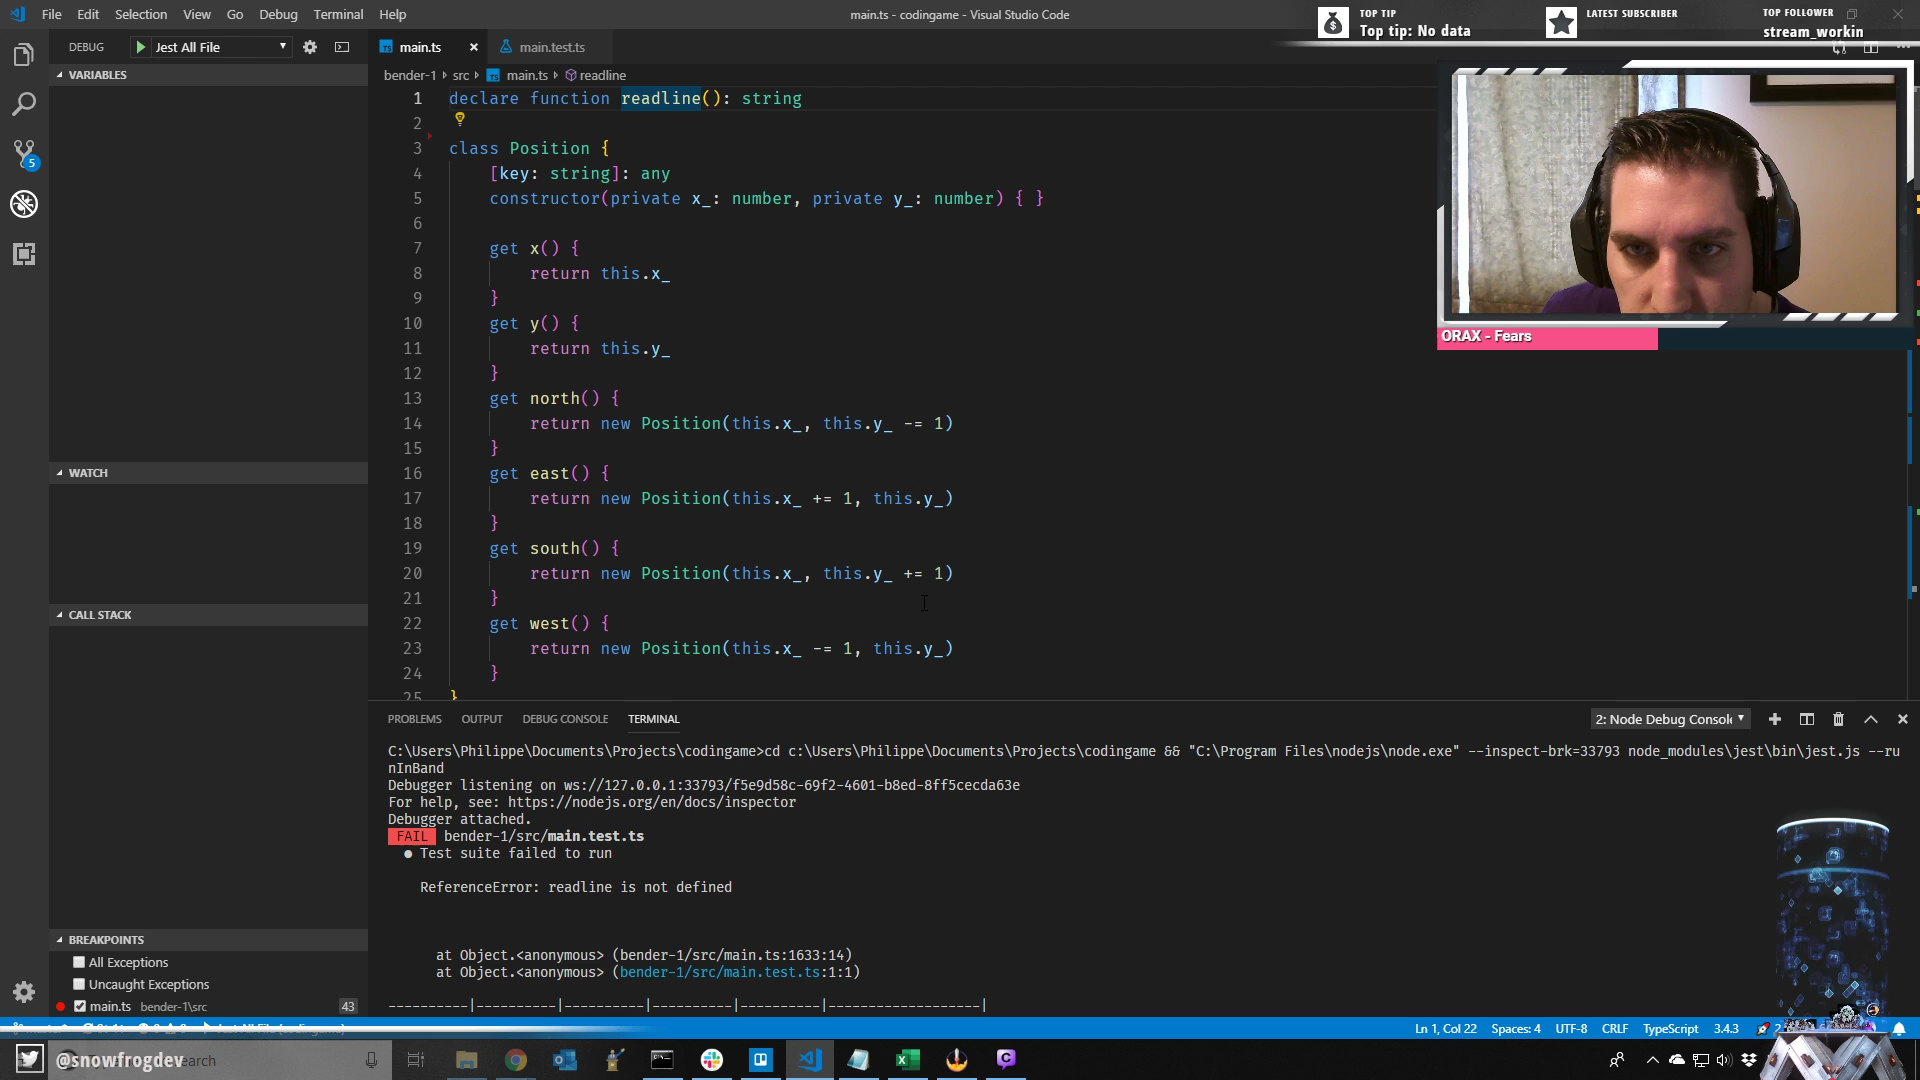 File Edit Selection View Go Debug Terminal Help
main.ts - codingame - Visual Studio Code
TOP TIP
Top tip: No data
LATEST SUBSCRIBER
TOP FOLLOWER
stream_workin
DEBUG Jest All File
main.ts
main.test.ts
VARIABLES
bender-1 src main.ts readline
1 declare function readline(): string
2
3 class Position {
4 [key: string]: any
5 constructor(private x_: number, private y_: number) { }
6
7 get x() {
8 return this.x_
9 }
10 get y() {
11 return this.y_
12 }
13 get north() {
14 return new Position(this.x_, this.y_ -= 1)
15 }
16 get east() {
17 return new Position(this.x_ += 1, this.y_)
18 }
19 get south() {
20 return new Position(this.x_, this.y_ += 1)
21 }
22 get west() {
23 return new Position(this.x_ -= 1, this.y_)
24 }
25 }
ORAX - Fears
5
WATCH
CALL STACK
BREAKPOINTS
All Exceptions
Uncaught Exceptions
main.ts bender-1\src 43
PROBLEMS OUTPUT DEBUG CONSOLE TERMINAL
2: Node Debug Console
C:\Users\Philippe\Documents\Projects\codingame>cd c:\Users\Philippe\Documents\Projects\codingame && "C:\Program Files\nodejs\node.exe" --inspect-brk=33793 node_modules\jest\bin\jest.js --ru
nInBand
Debugger listening on ws://127.0.0.1:33793/f5e9d58c-69f2-4601-b8ed-8ff5cecda63e
For help, see: https://nodejs.org/en/docs/inspector
Debugger attached.
FAIL bender-1/src/main.test.ts
● Test suite failed to run
ReferenceError: readline is not defined
at Object.<anonymous> (bender-1/src/main.ts:1633:14)
at Object.<anonymous> (bender-1/src/main.test.ts:1:1)
----------|----------|----------|----------|----------|-------------------|
Ln 1, Col 22 Spaces: 4 UTF-8 CRLF TypeScript 3.4.3 2
@snowfrogdev